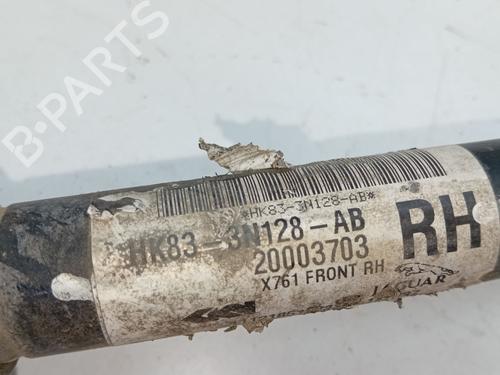 B-PARTS
*HK83-3N128-AB*
HK83-3N128-AB
20003703
X761 FRONT RH
RH
JAGUAR